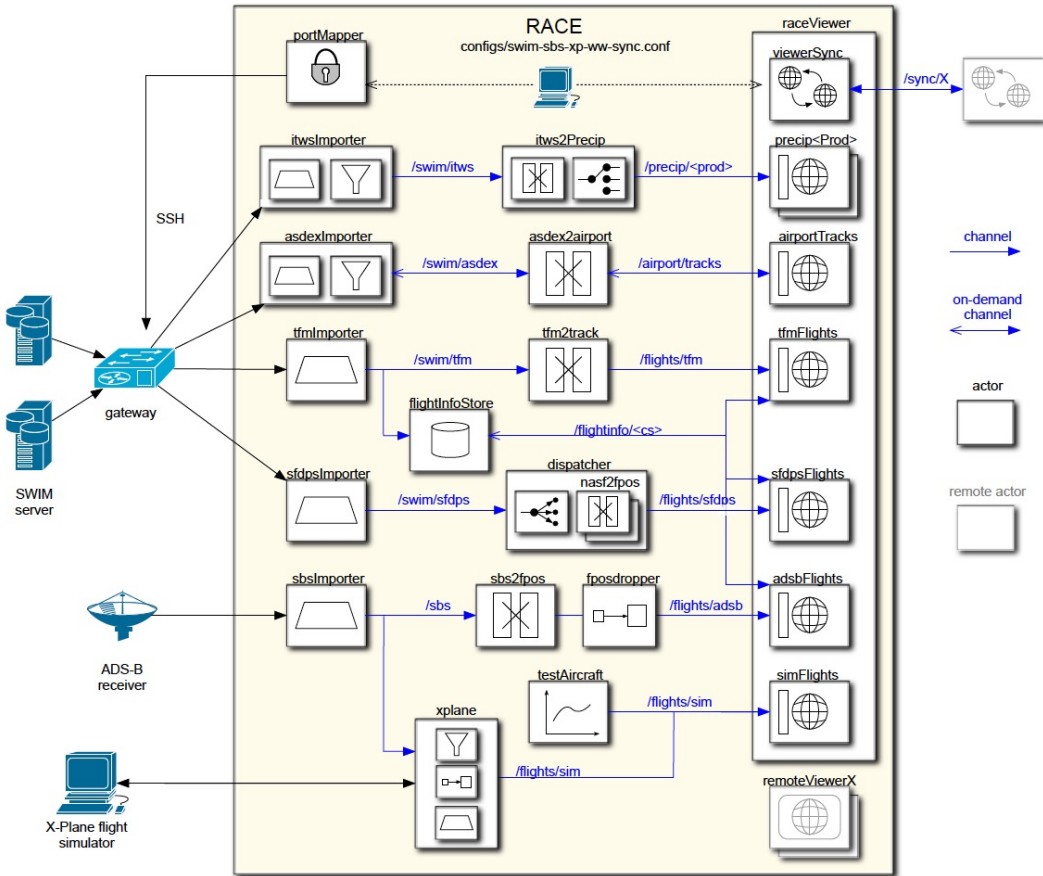 RACE
configs/swim-sbs-xp-ww-sync.conf
portMapper
raceViewer
viewerSync
/sync/X
itwsImporter
/swim/itws
itws2Precip
/precip/<prod>
precip<Prod>
SSH
asdexImporter
/swim/asdex
asdex2airport
/airport/tracks
airportTracks
channel
on-demand
channel
tfmImporter
/swim/tfm
tfm2track
/flights/tfm
tfmFlights
actor
gateway
flightInfoStore
/flightinfo/<cs>
SWIM
server
sfdpsImporter
/swim/sfdps
dispatcher
nasf2fpos
/flights/sfdps
sfdpsFlights
remote actor
sbsImporter
/sbs
sbs2fpos
fposdropper
/flights/adsb
adsbFlights
ADS-B
receiver
testAircraft
/flights/sim
simFlights
xplane
/flights/sim
X-Plane flight
simulator
remoteViewerX